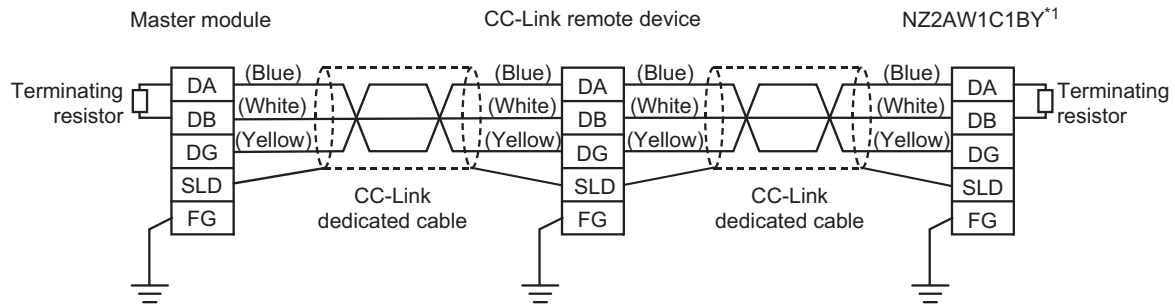 Master module
CC-Link remote device
NZ2AW1C1BY*1
Terminating
resistor
DA
DB
DG
SLD
FG
(Blue)
(White)
(Yellow)
(Blue)
(White)
(Yellow)
CC-Link
dedicated cable
DA
DB
DG
SLD
FG
(Blue)
(White)
(Yellow)
(Blue)
(White)
(Yellow)
CC-Link
dedicated cable
DA
DB
DG
SLD
FG
Terminating
resistor